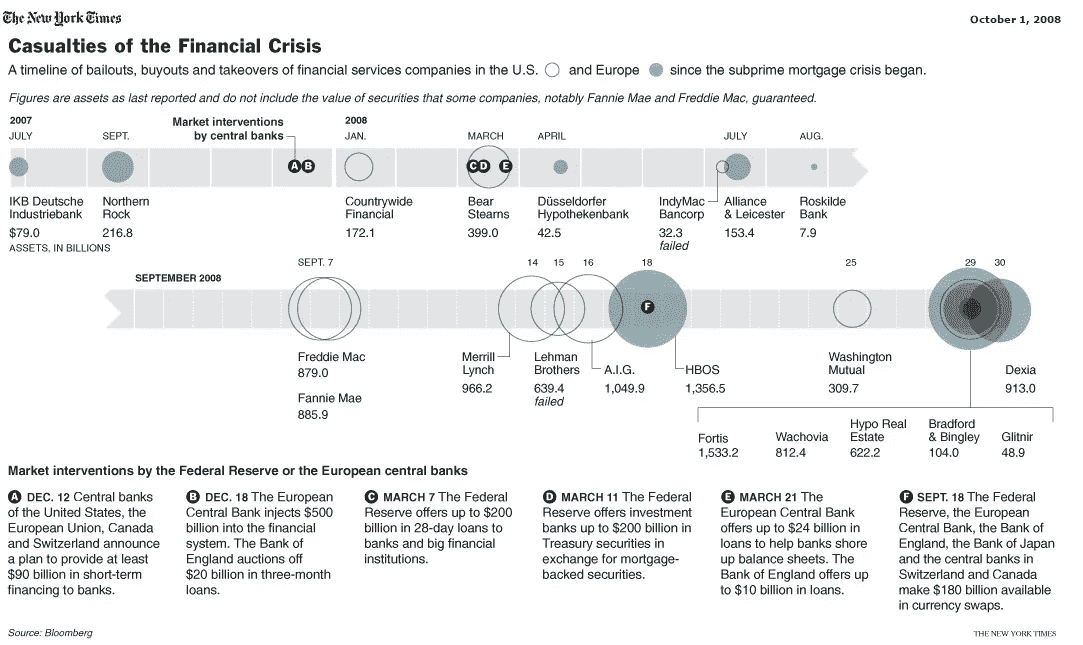 The New York Times
October 1, 2008
Casualties of the Financial Crisis
A timeline of bailouts, buyouts and takeovers of financial services companies in the U.S. and Europe since the subprime mortgage crisis began.
Figures are assets as last reported and do not include the value of securities that some companies, notably Fannie Mae and Freddie Mac, guaranteed.
2007
JULY
SEPT.
Market interventions
by central banks
2008
JAN.
MARCH
APRIL
JULY
AUG.
A B C D E
IKB Deutsche
Industriebank
$79.0
ASSETS, IN BILLIONS
Northern
Rock
216.8
Countrywide
Financial
172.1
Bear
Stearns
399.0
Düsseldorfer
Hypothekenbank
42.5
IndyMac
Bancorp
32.3
failed
Alliance
& Leicester
153.4
Roskilde
Bank
7.9
SEPTEMBER 2008
SEPT. 7
14
15
16
18
25
29
30
F
Freddie Mac
879.0
Fannie Mae
885.9
Merrill
Lynch
966.2
Lehman
Brothers
639.4
failed
A.I.G.
1,049.9
HBOS
1,356.5
Washington
Mutual
309.7
Dexia
913.0
Fortis
1,533.2
Wachovia
812.4
Hypo Real
Estate
622.2
Bradford
& Bingley
104.0
Glitnir
48.9
Market interventions by the Federal Reserve or the European central banks
A DEC. 12 Central banks
of the United States, the
European Union, Canada
and Switzerland announce
a plan to provide at least
$90 billion in short-term
financing to banks.
B DEC. 18 The European
Central Bank injects $500
billion into the financial
system. The Bank of
England auctions off
$20 billion in three-month
loans.
C MARCH 7 The Federal
Reserve offers up to $200
billion in 28-day loans to
banks and big financial
institutions.
D MARCH 11 The Federal
Reserve offers investment
banks up to $200 billion in
Treasury securities in
exchange for mortgage-
backed securities.
E MARCH 21 The
European Central Bank
offers up to $24 billion in
loans to help banks shore
up balance sheets. The
Bank of England offers up
to $10 billion in loans.
F SEPT. 18 The Federal
Reserve, the European
Central Bank, the Bank of
England, the Bank of Japan
and the central banks in
Switzerland and Canada
make $180 billion available
in currency swaps.
Source: Bloomberg
THE NEW YORK TIMES